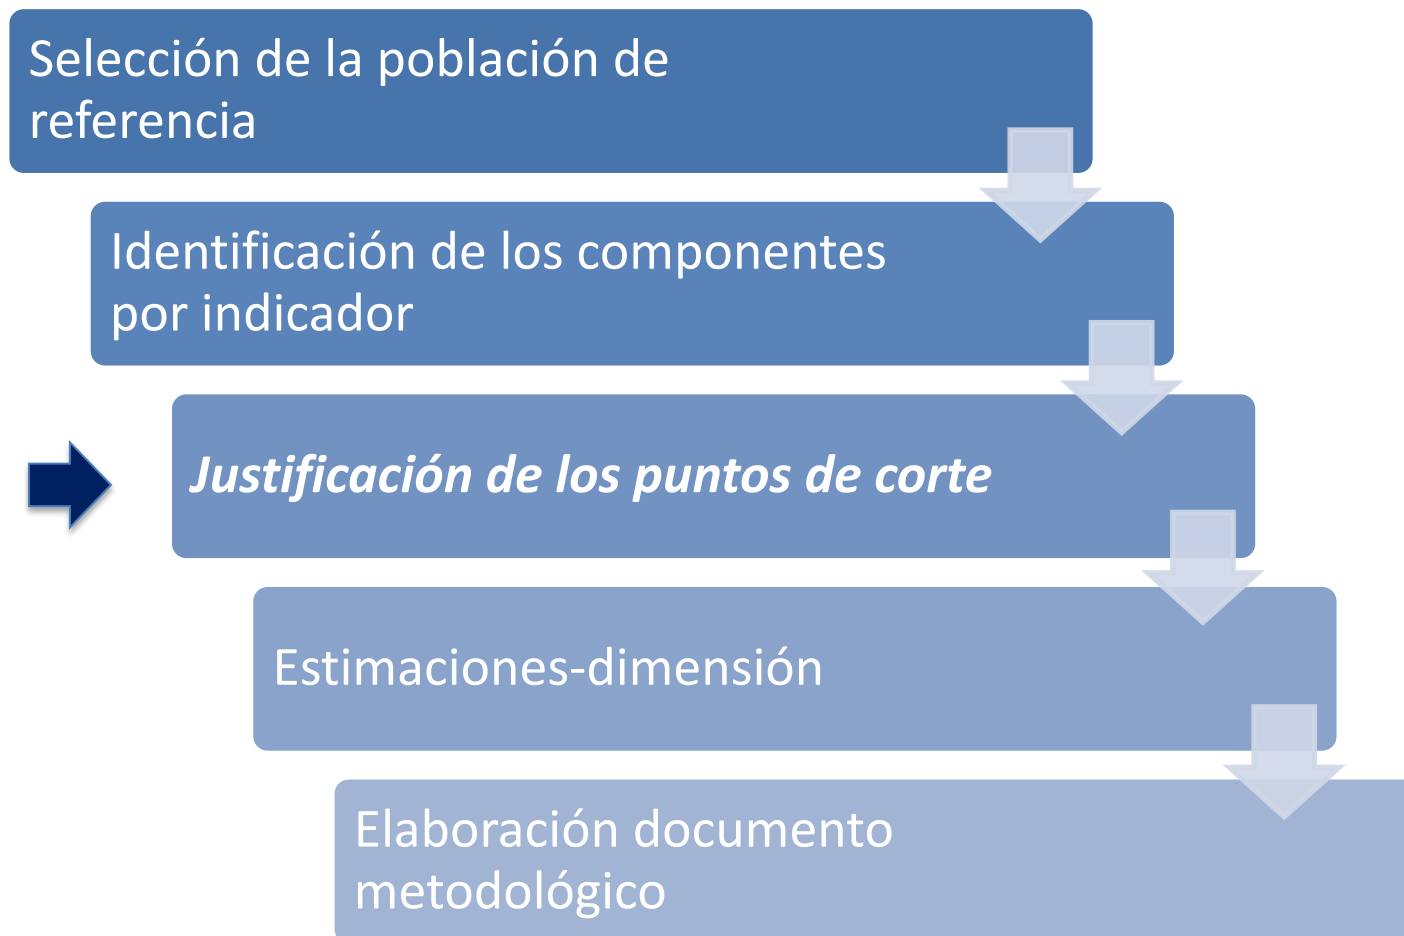 Selección de la población de
referencia
Identificación de los componentes
por indicador
Justificación de los puntos de corte
Estimaciones-dimensión
Elaboración documento
metodológico